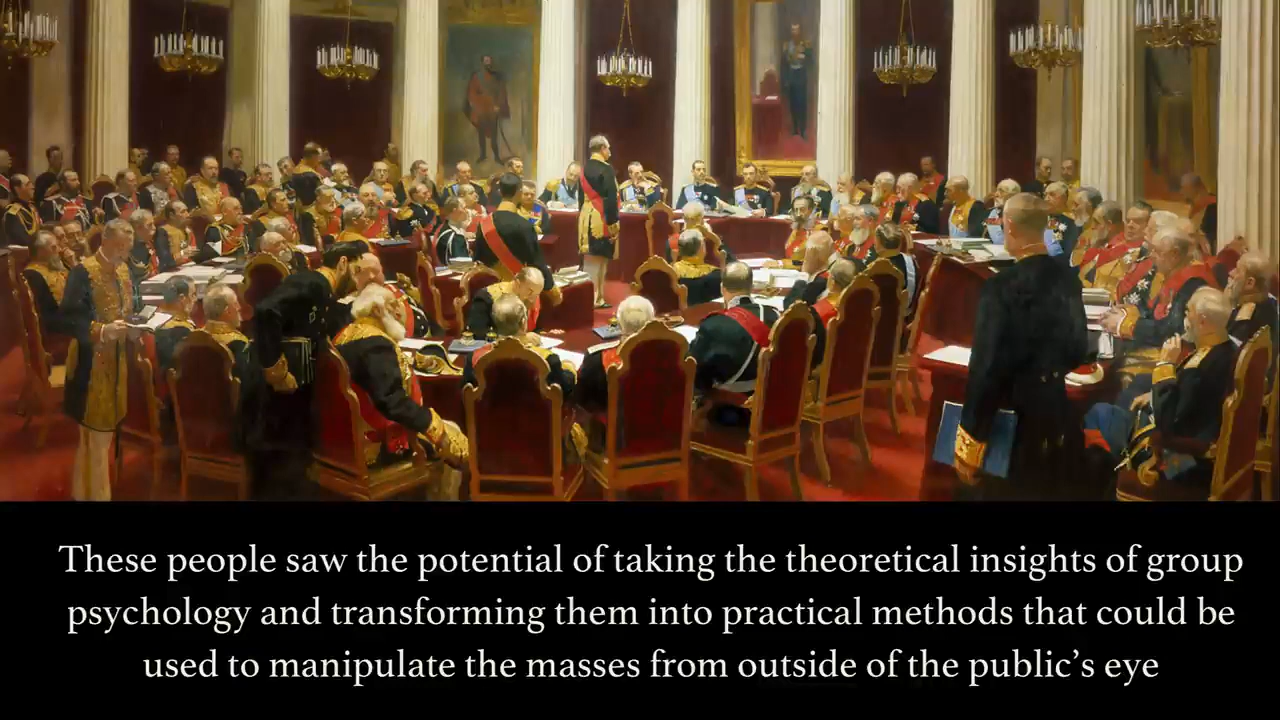 These people saw the potential of taking the theoretical insights of group
psychology and transforming them into practical methods that could be
used to manipulate the masses from outside of the public’s eye